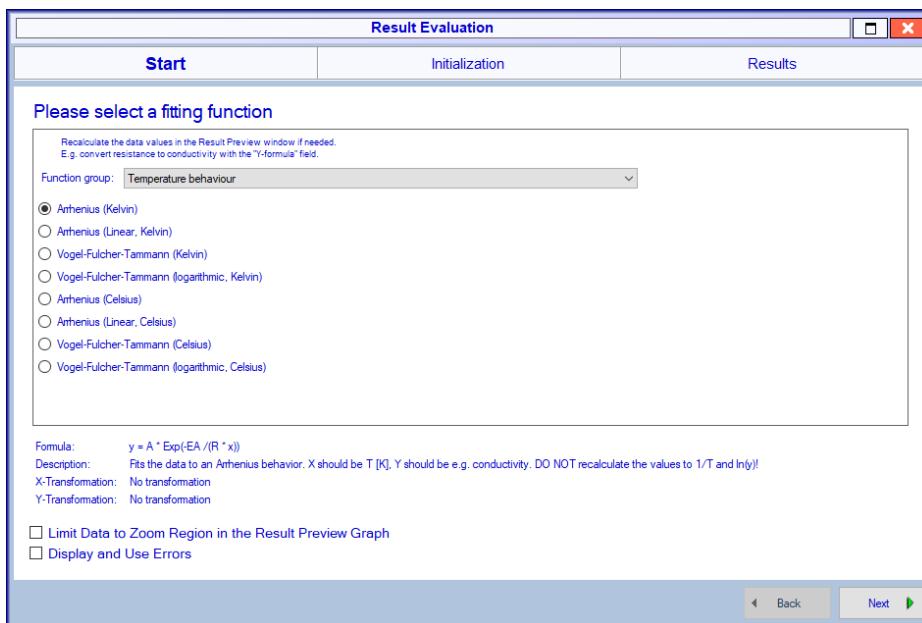 Result Evaluation
Start
Initialization
Results
Please select a fitting function
Recalculate the data values in the Result Preview window if needed.
E.g. convert resistance to conductivity with the "Y-formula" field.
Function group: Temperature behaviour
Arrhenius (Kelvin)
Arrhenius (Linear, Kelvin)
Vogel-Fulcher-Tammann (Kelvin)
Vogel-Fulcher-Tammann (logarithmic, Kelvin)
Arrhenius (Celsius)
Arrhenius (Linear, Celsius)
Vogel-Fulcher-Tammann (Celsius)
Vogel-Fulcher-Tammann (logarithmic, Celsius)
Formula: y = A * Exp(-EA /(R * x))
Description: Fits the data to an Arrhenius behavior. X should be T [K], Y should be e.g. conductivity. DO NOT recalculate the values to 1/T and ln(y)!
X-Transformation: No transformation
Y-Transformation: No transformation
Limit Data to Zoom Region in the Result Preview Graph
Display and Use Errors
Back
Next